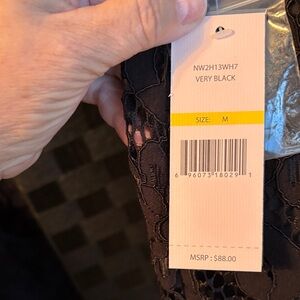 NW2H13WH7
VERY BLACK
SIZE: M
6 96073 18029 1
MSRP : $88.00